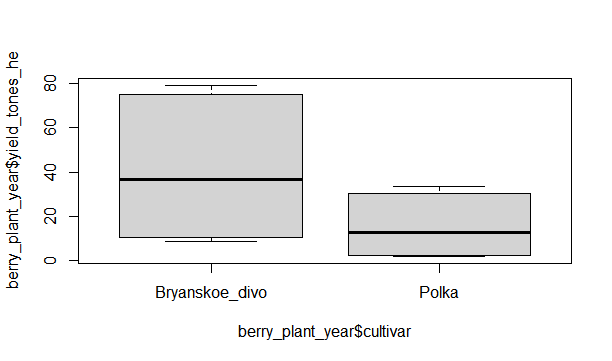 berry_plant_year$yield_tones_he
80
60
40
20
0
Bryanskoe_divo
Polka
berry_plant_year$cultivar